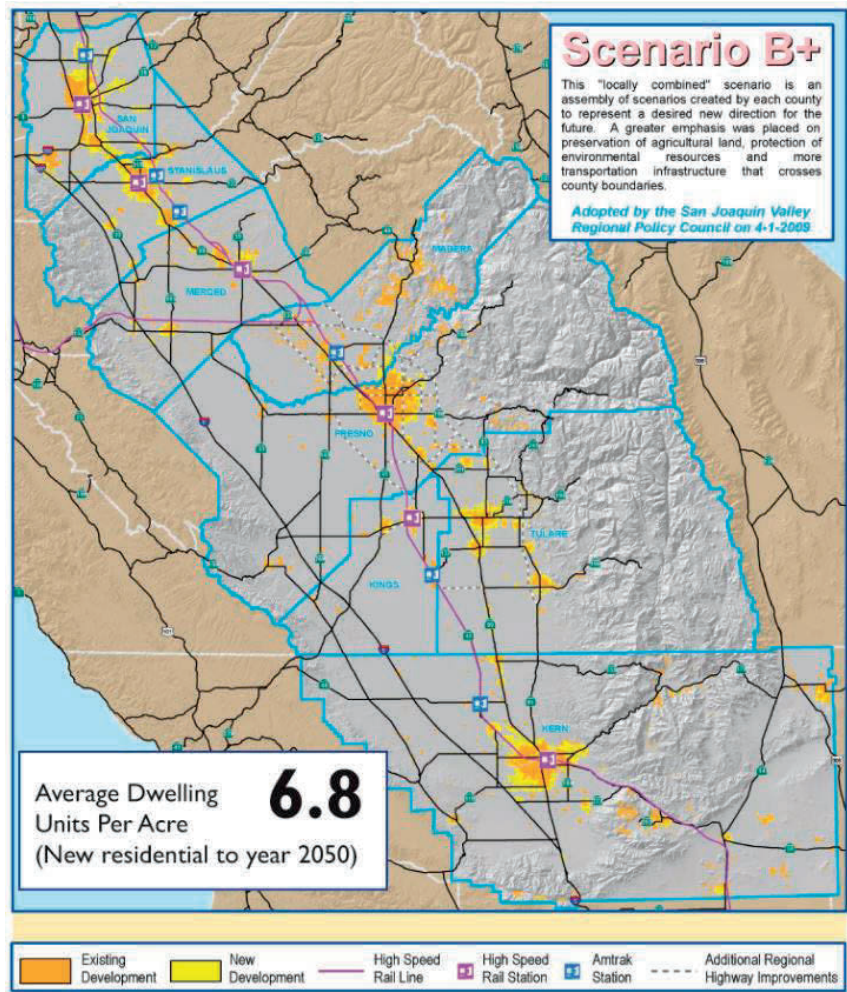 Scenario B+
This "locally combined" scenario is an
assembly of scenarios created by each county
to represent a desired new direction for the
future. A greater emphasis was placed on
preservation of agricultural land, protection of
environmental resources and more
transportation infrastructure that crosses
county boundaries.
Adopted by the San Joaquin Valley
Regional Policy Council on 4-1-2009
SAN
JOAQUIN
STANISLAUS
MADERA
MERCED
FRESNO
TULARE
KINGS
KERN
Average Dwelling
Units Per Acre
(New residential to year 2050)
6.8
Existing
Development
New
Development
High Speed
Rail Line
High Speed
Rail Station
Amtrak
Station
Additional Regional
Highway Improvements